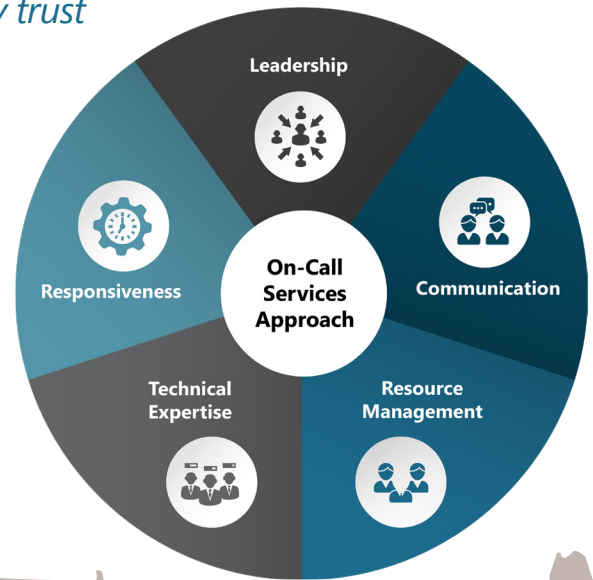 trust
Leadership
Responsiveness
On-Call
Services
Approach
Communication
Technical
Expertise
Resource
Management